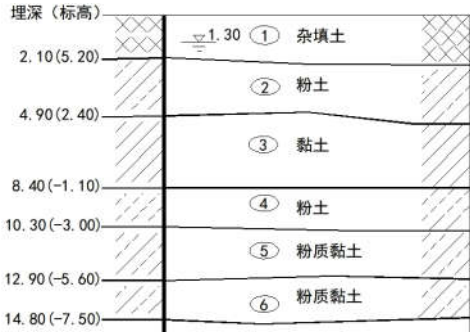 埋深（标高）
1.30 ① 杂填土
2.10(5.20)
② 粉土
4.90(2.40)
③ 黏土
8.40(-1.10)
④ 粉土
10.30(-3.00)
⑤ 粉质黏土
12.90(-5.60)
⑥ 粉质黏土
14.80(-7.50)